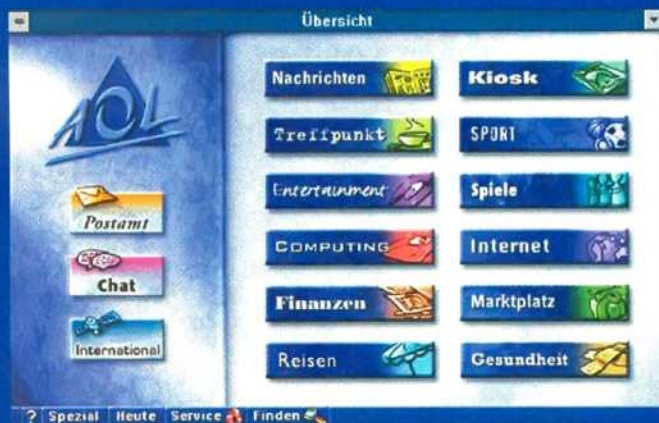 Übersicht
AOL
Postamt
Chat
International
Nachrichten
Treffpunkt
Entertainment
COMPUTING
Finanzen
Reisen
Kiosk
SPORT
Spiele
Internet
Marktplatz
Gesundheit
? Spezial Heute Service Finden